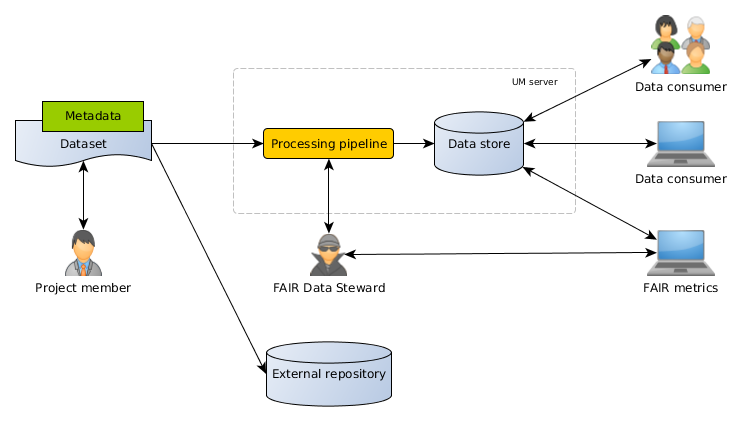 Data consumer
UM server
Metadata
Dataset
Processing pipeline
Data store
Data consumer
Project member
FAIR Data Steward
FAIR metrics
External repository